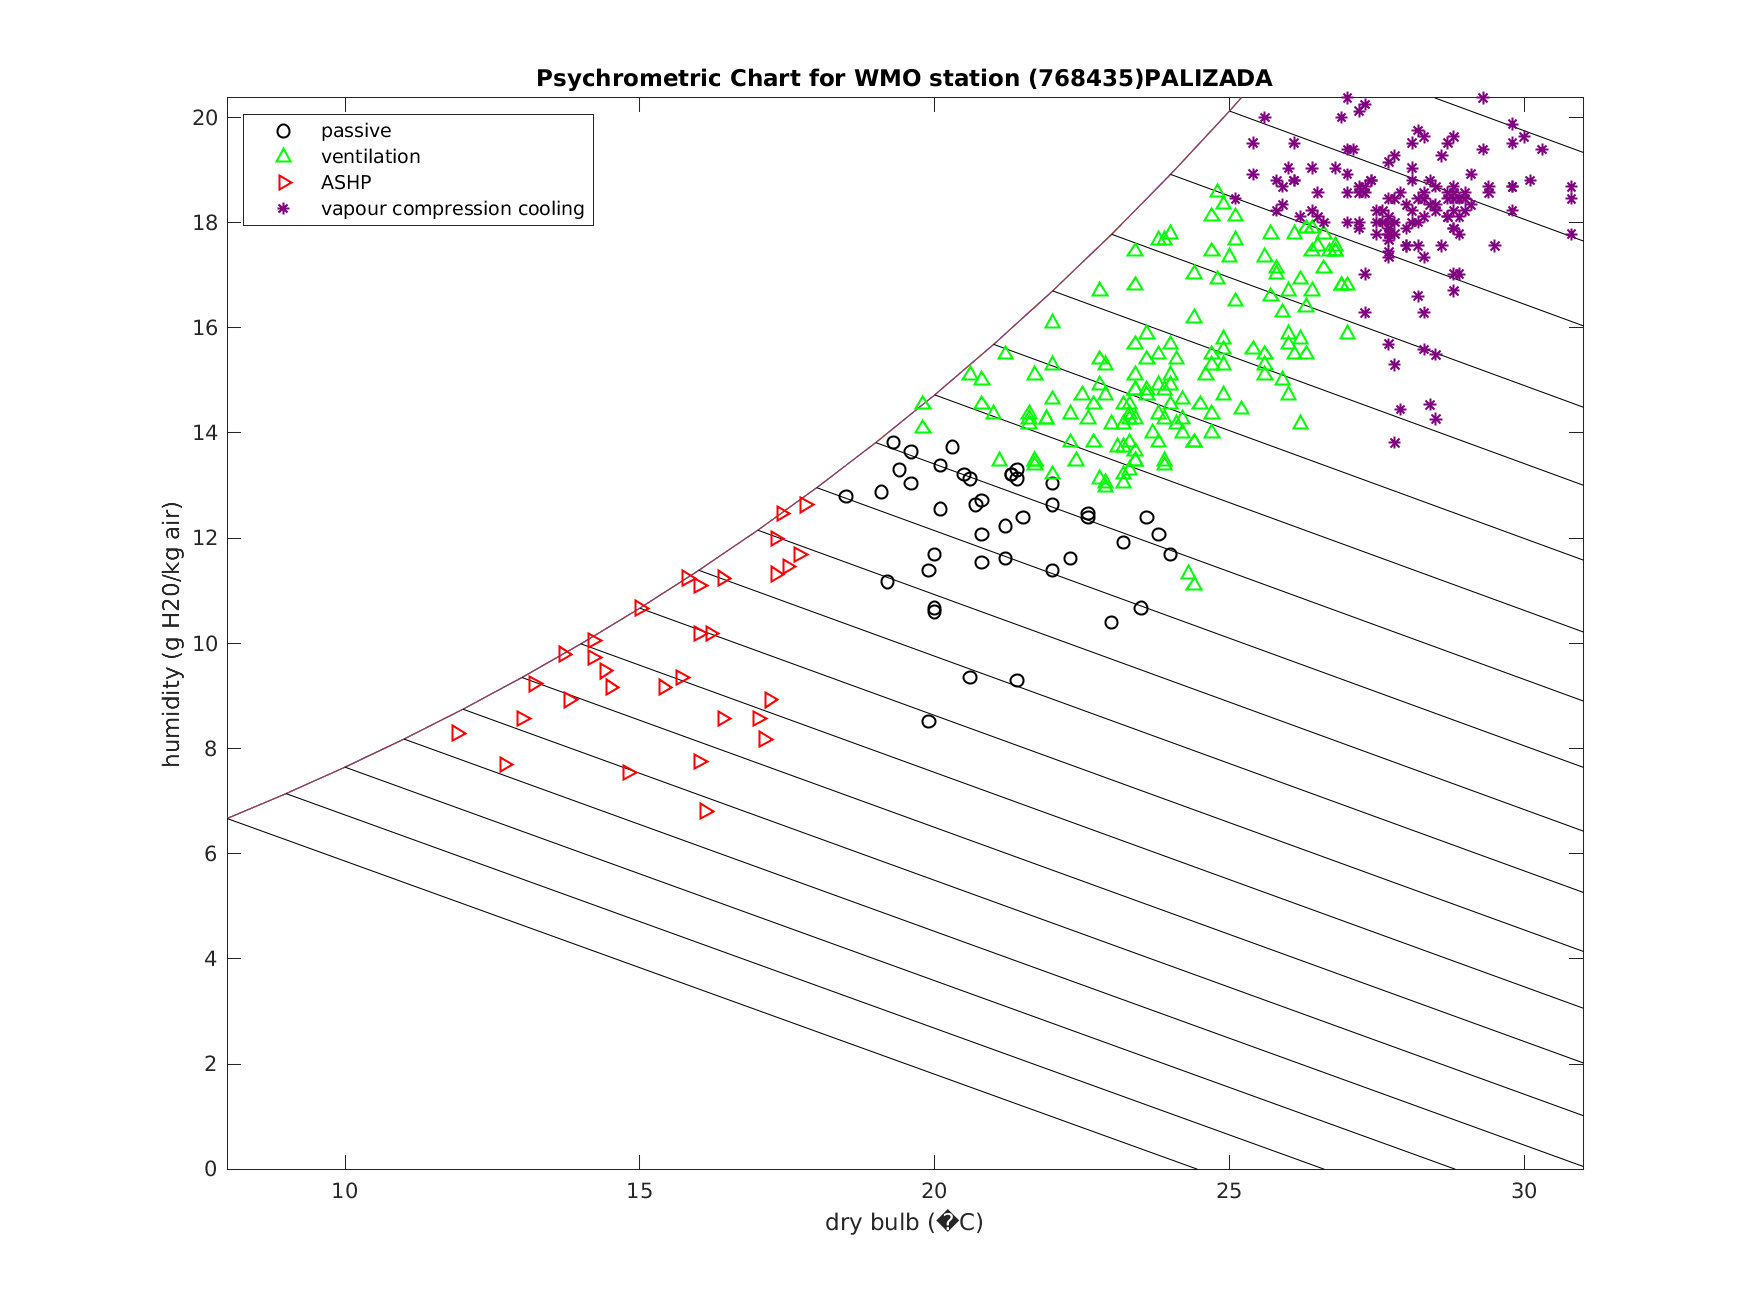 Psychrometric Chart for WMO station (768435)PALIZADA
passive
ventilation
ASHP
vapour compression cooling
20
18
16
14
12
10
8
6
4
2
0
humidity (g H20/kg air)
10 15 20 25 30
dry bulb (�C)